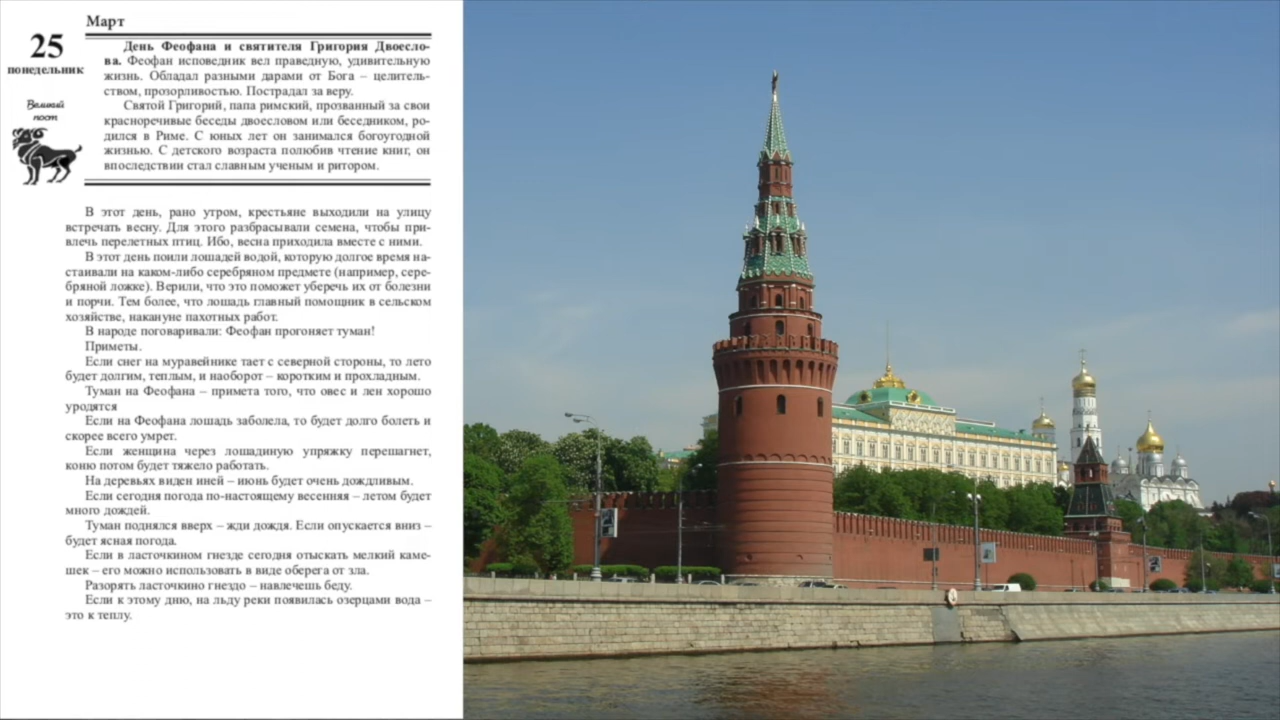 Март
25
понедельник
Великий
пост
День Феофана и святителя Григория Двоесло-
ва. Феофан исповедник вел праведную, удивительную
жизнь. Обладал разными дарами от Бога – целитель-
ством, прозорливостью. Пострадал за веру.
Святой Григорий, папа римский, прозванный за свои
красноречивые беседы двоесловом или беседником, ро-
дился в Риме. С юных лет он занимался богоугодной
жизнью. С детского возраста полюбив чтение книг, он
впоследствии стал славным ученым и ритором.
В этот день, рано утром, крестьяне выходили на улицу
встречать весну. Для этого разбрасывали семена, чтобы при-
влечь перелетных птиц. Ибо, весна приходила вместе с ними.
В этот день поили лошадей водой, которую долгое время на-
стаивали на каком-либо серебряном предмете (например, сере-
бряной ложке). Верили, что это поможет уберечь их от болезни
и порчи. Тем более, что лошадь главный помощник в сельском
хозяйстве, накануне пахотных работ.
В народе поговаривали: Феофан прогоняет туман!
Приметы.
Если снег на муравейнике тает с северной стороны, то лето
будет долгим, теплым, и наоборот – коротким и прохладным.
Туман на Феофана – примета того, что овес и лен хорошо
уродятся
Если на Феофана лошадь заболела, то будет долго болеть и
скорее всего умрет.
Если женщина через лошадиную упряжку перешагнет,
коню потом будет тяжело работать.
На деревьях виден иней – июнь будет очень дождливым.
Если сегодня погода по-настоящему весенняя – летом будет
много дождей.
Туман поднялся вверх – жди дождя. Если опускается вниз –
будет ясная погода.
Если в ласточкином гнезде сегодня отыскать мелкий каме-
шек – его можно использовать в виде оберега от зла.
Разорять ласточкино гнездо – навлечешь беду.
Если к этому дню, на льду реки появилась озерцами вода –
это к теплу.